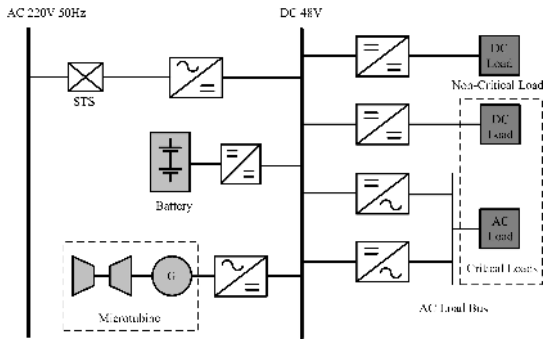 AC 220V 50Hz
DC 48V
DC
Load
Non-Critical Load
STS
DC
Load
Battery
AC
Load
G
Critical Loads
Microtubine
AC Load Bus